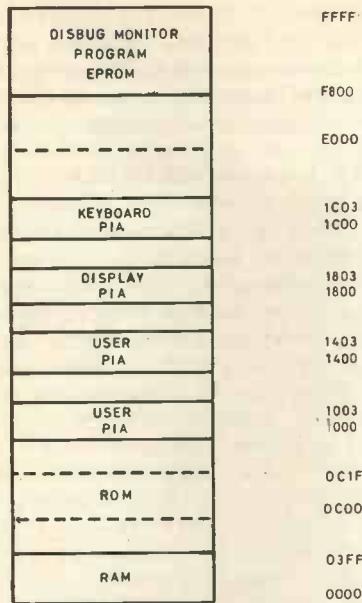 DISBUG MONITOR
PROGRAM
EPROM
FFFF
F800
E000
KEYBOARD
PIA
1C03
1C00
DISPLAY
PIA
1803
1800
USER
PIA
1403
1400
USER
PIA
1003
1000
ROM
0C1F
0C00
RAM
03FF
0000